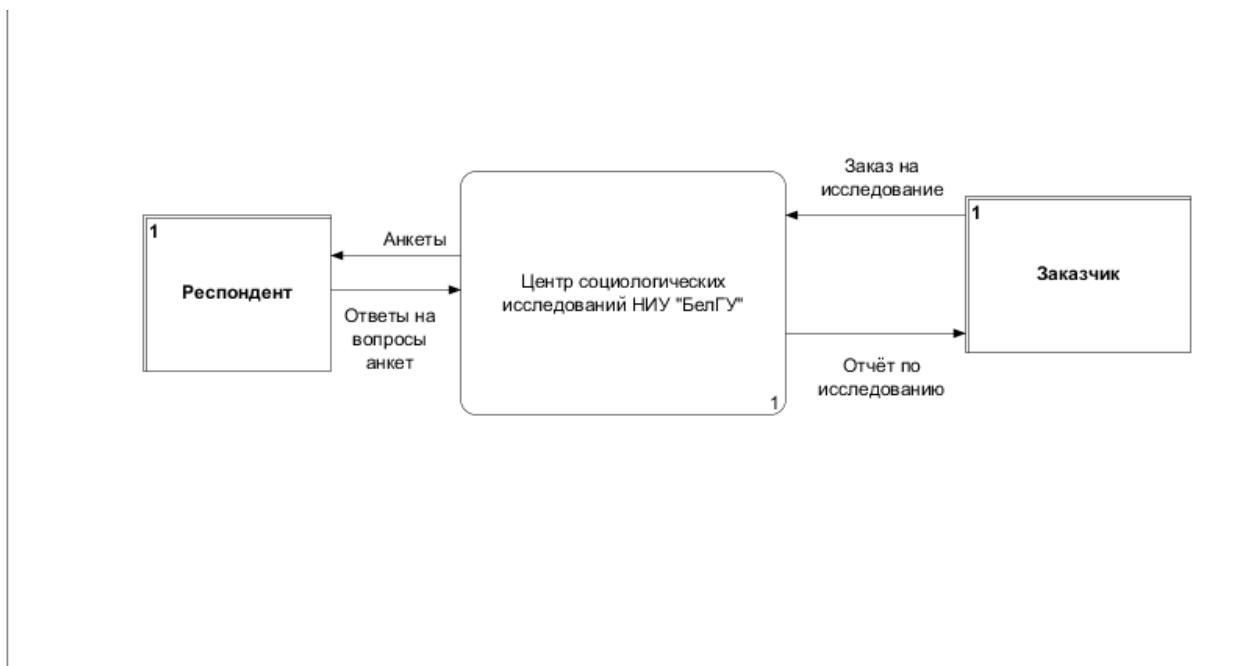 1
Респондент
Анкеты
Ответы на
вопросы
анкет
Центр социологических
исследований НИУ "БелГУ"
1
Заказ на
исследование
1
Заказчик
Отчёт по
исследованию